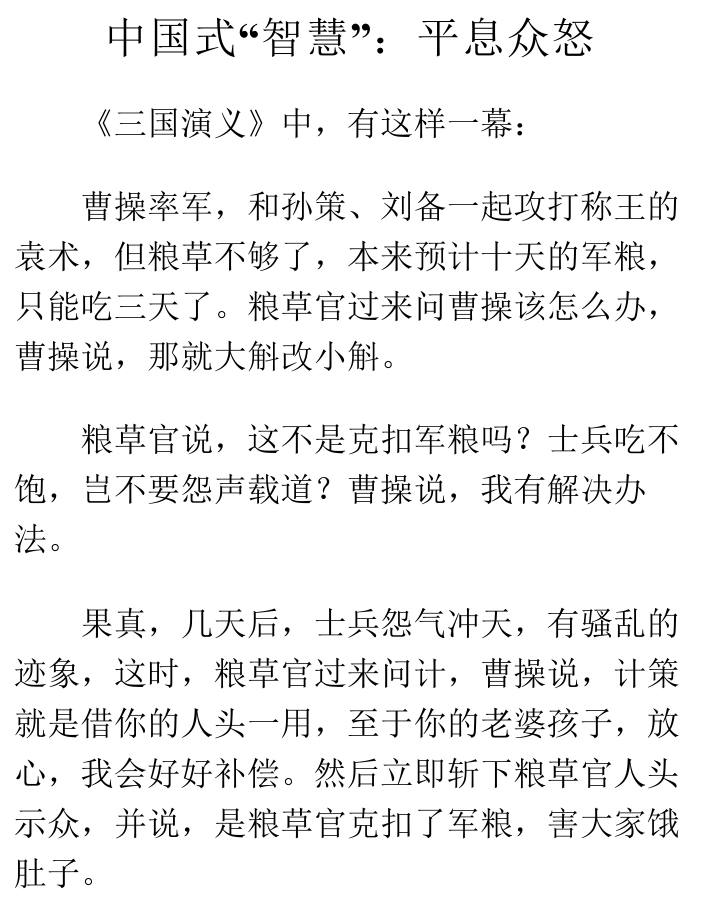 中国式“智慧”：平息众怒
《三国演义》中，有这样一幕：
曹操率军，和孙策、刘备一起攻打称王的
袁术，但粮草不够了，本来预计十天的军粮，
只能吃三天了。粮草官过来问曹操该怎么办，
曹操说，那就大斛改小斛。
粮草官说，这不是克扣军粮吗？士兵吃不
饱，岂不要怨声载道？曹操说，我有解决办
法。
果真，几天后，士兵怨气冲天，有骚乱的
迹象，这时，粮草官过来问计，曹操说，计策
就是借你的人头一用，至于你的老婆孩子，放
心，我会好好补偿。然后立即斩下粮草官人头
示众，并说，是粮草官克扣了军粮，害大家饿
肚子。